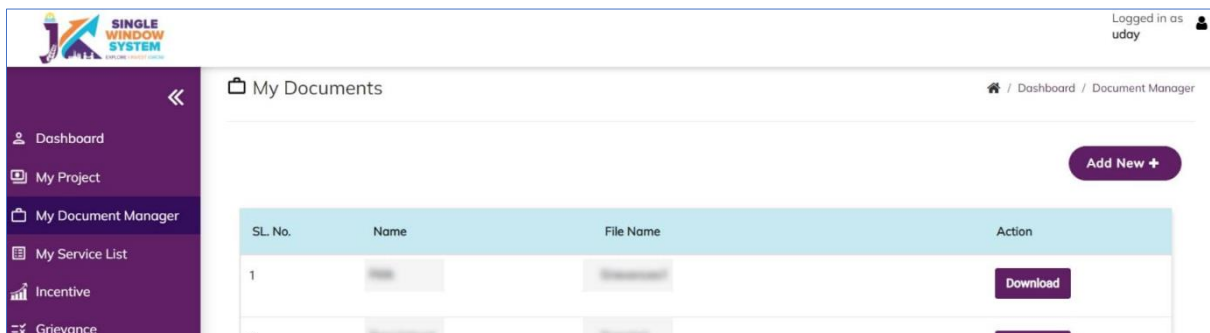 SINGLE
WINDOW
SYSTEM
Logged in as
uday
My Documents
/ Dashboard / Document Manager
Dashboard
My Project
My Document Manager
My Service List
Incentive
Grievance
Add New +
SL. No. Name File Name Action
1 Download